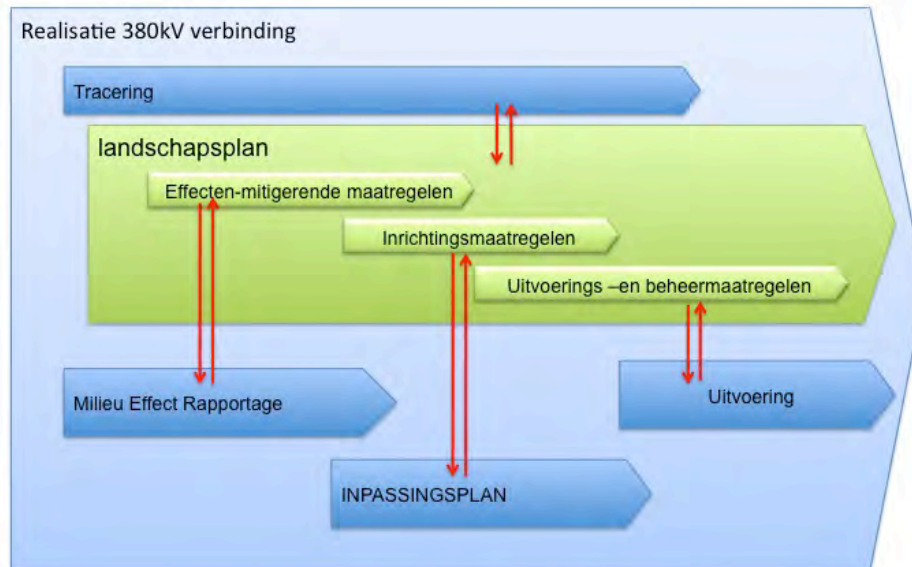 Realisatie 380kV verbinding
Tracering
landschapsplan
Effecten-mitigerende maatregelen
Inrichtingsmaatregelen
Uitvoerings –en beheermaatregelen
Milieu Effect Rapportage
Uitvoering
INPASSINGSPLAN